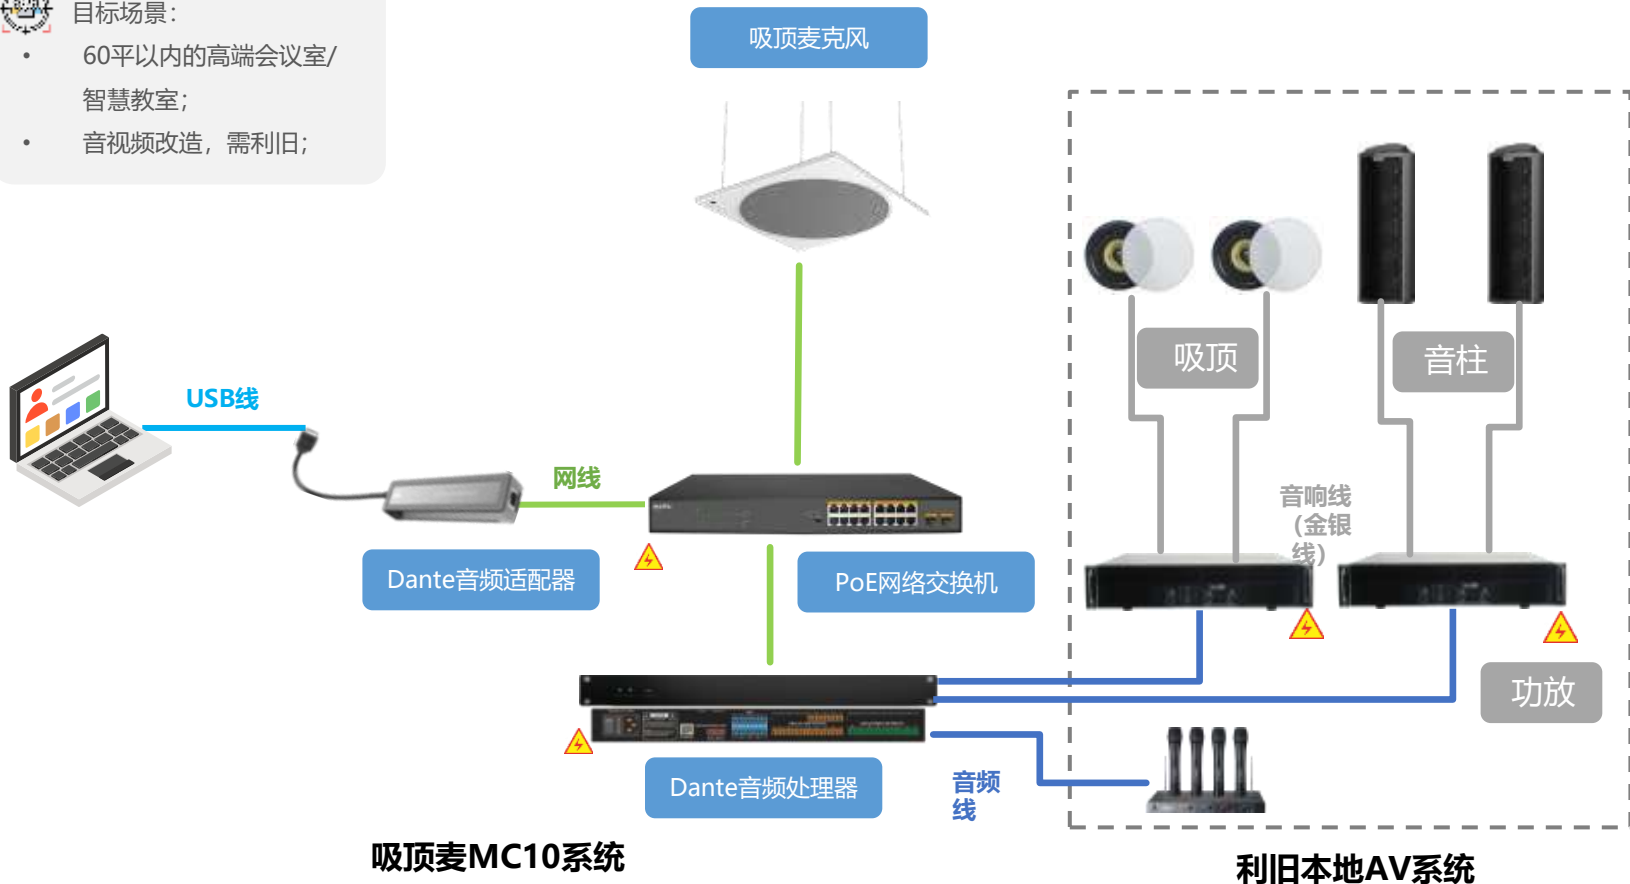 目标场景：
• 60平以内的高端会议室/
智慧教室；
• 音视频改造，需利旧；
吸顶麦克风
吸顶
音柱
USB线
网线
音响线
（金银
线）
Dante音频适配器
PoE网络交换机
功放
Dante音频处理器
音频
线
吸顶麦MC10系统
利旧本地AV系统